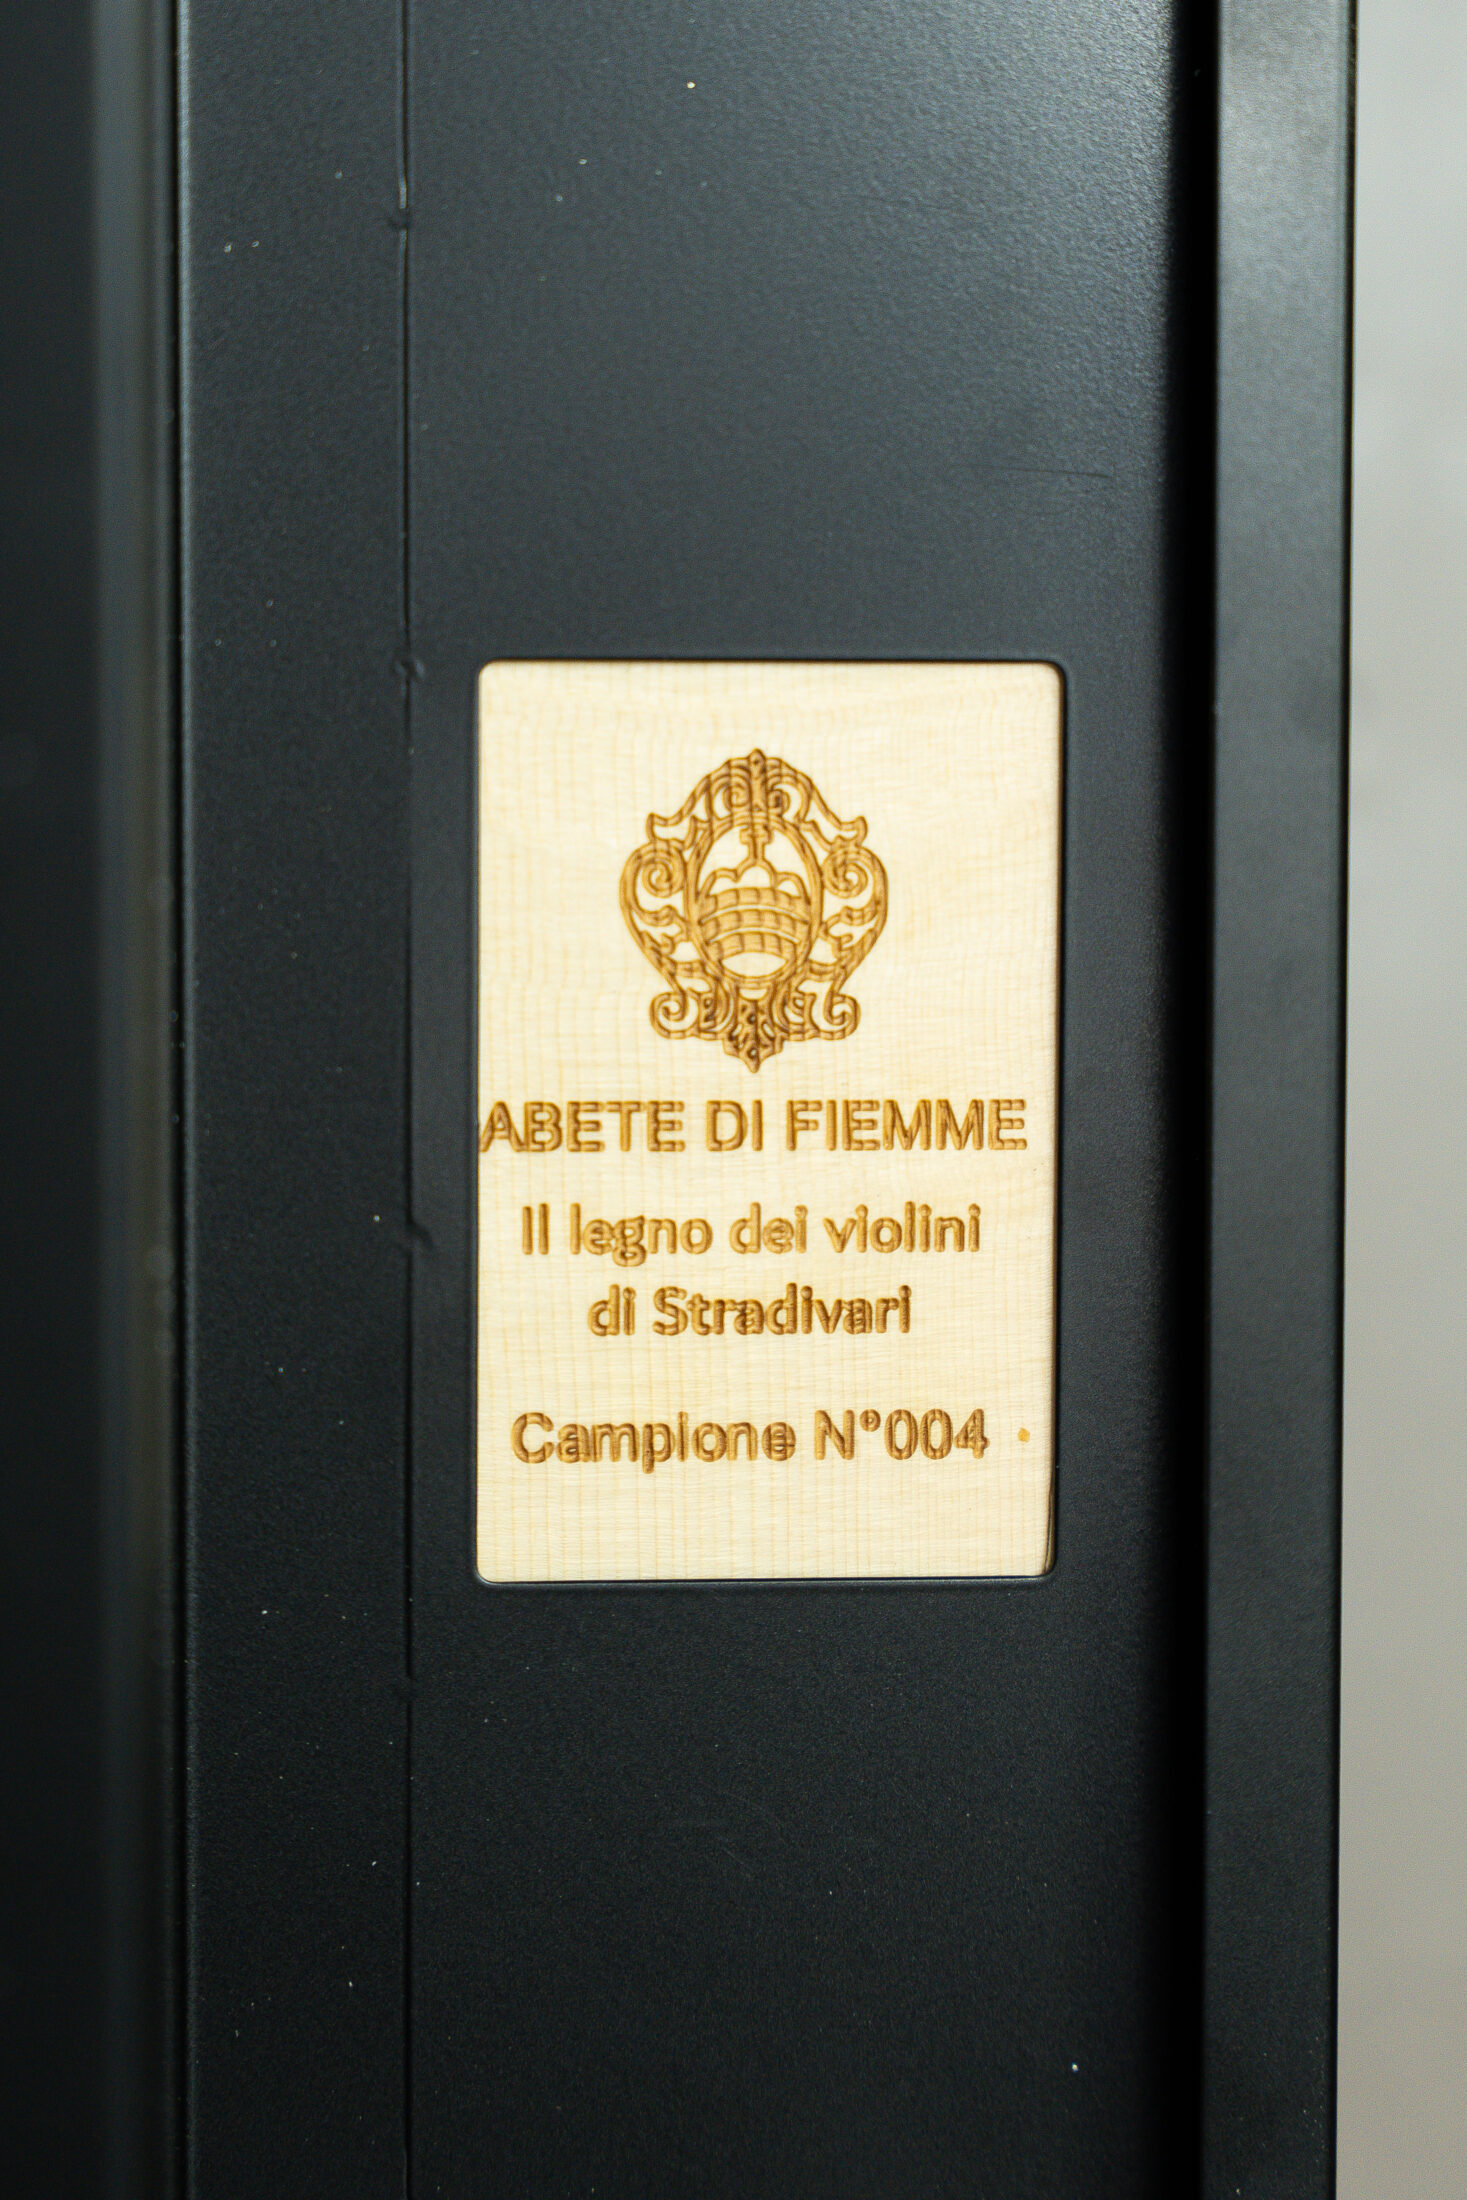 ABETE DI FIEMME
Il legno dei violini
di Stradivari
Campione N°004